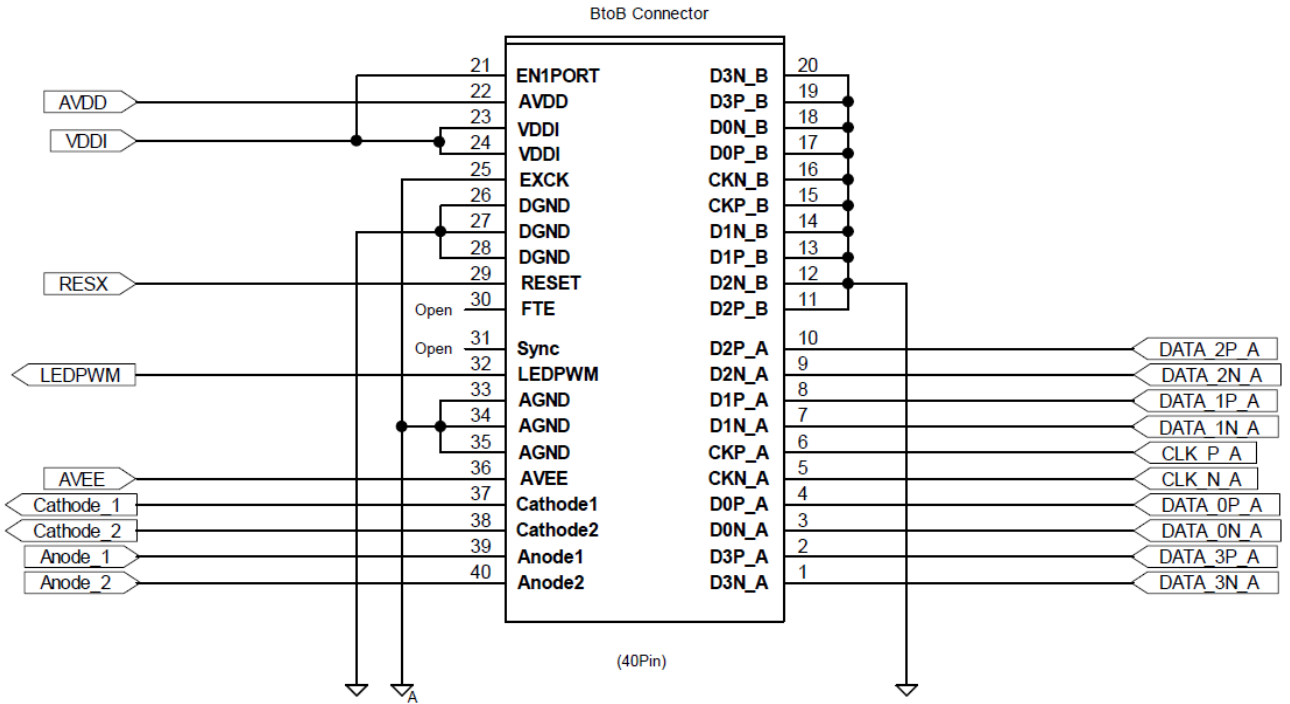 BtoB Connector
21 EN1PORT D3N_B 20
AVDD 22 AVDD D3P_B 19
23 VDDI D0N_B 18
VDDI 24 VDDI D0P_B 17
25 EXCK CKN_B 16
26 DGND CKP_B 15
27 DGND D1N_B 14
28 DGND D1P_B 13
RESX 29 RESET D2N_B 12
Open 30 FTE D2P_B 11
Open 31 Sync D2P_A 10 DATA_2P_A
LEDPWM 32 LEDPWM D2N_A 9 DATA_2N_A
33 AGND D1P_A 8 DATA_1P_A
34 AGND D1N_A 7 DATA_1N_A
35 AGND CKP_A 6 CLK_P_A
AVEE 36 AVEE CKN_A 5 CLK_N_A
Cathode_1 37 Cathode1 D0P_A 4 DATA_0P_A
Cathode_2 38 Cathode2 D0N_A 3 DATA_0N_A
Anode_1 39 Anode1 D3P_A 2 DATA_3P_A
Anode_2 40 Anode2 D3N_A 1 DATA_3N_A
(40Pin)
A